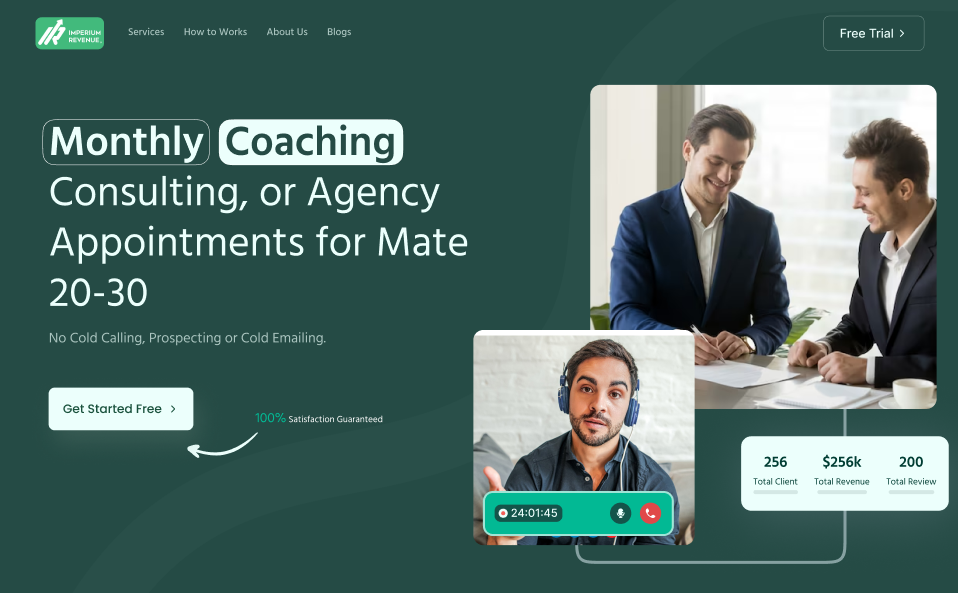 IMPERIUM
REVENUE
Services How to Works About Us Blogs
Free Trial
Monthly Coaching
Consulting, or Agency
Appointments for Mate
20-30
No Cold Calling, Prospecting or Cold Emailing.
Get Started Free
100% Satisfaction Guaranteed
24:01:45
256 $256k 200
Total Client Total Revenue Total Review